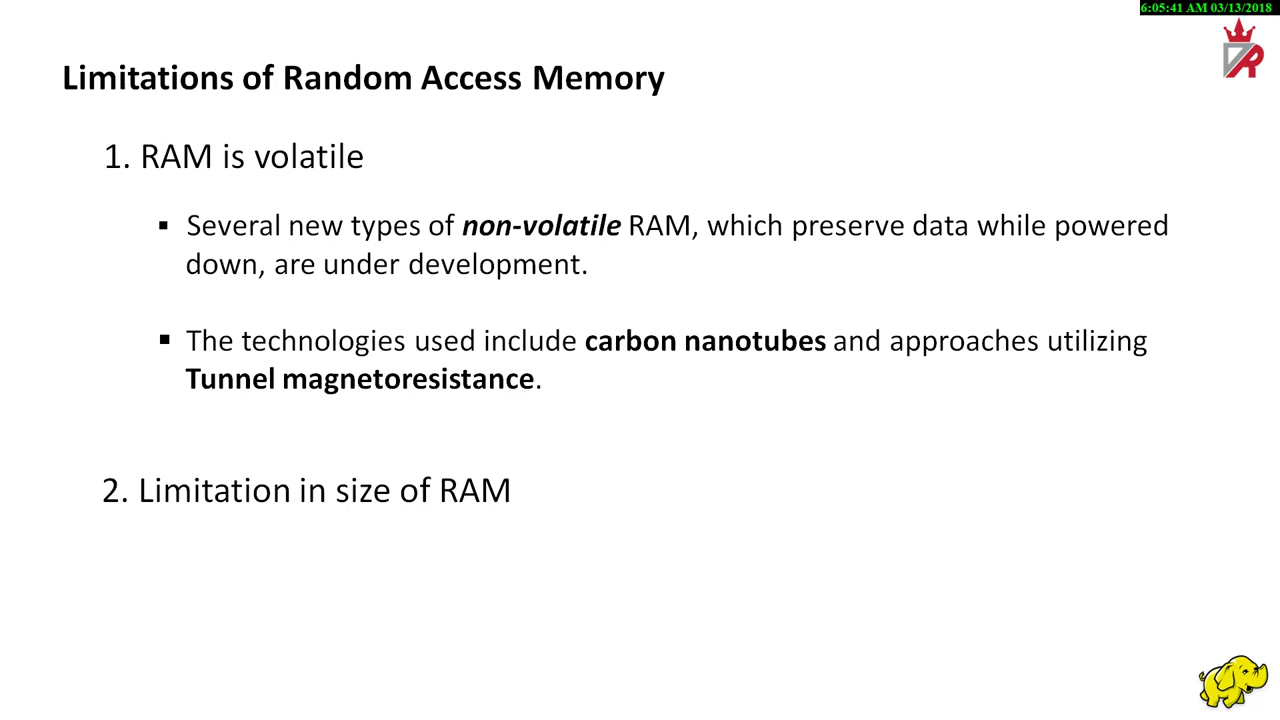 6:05:41 AM 03/13/2018
Limitations of Random Access Memory
1. RAM is volatile
▪ Several new types of non-volatile RAM, which preserve data while powered
down, are under development.
▪ The technologies used include carbon nanotubes and approaches utilizing
Tunnel magnetoresistance.
2. Limitation in size of RAM